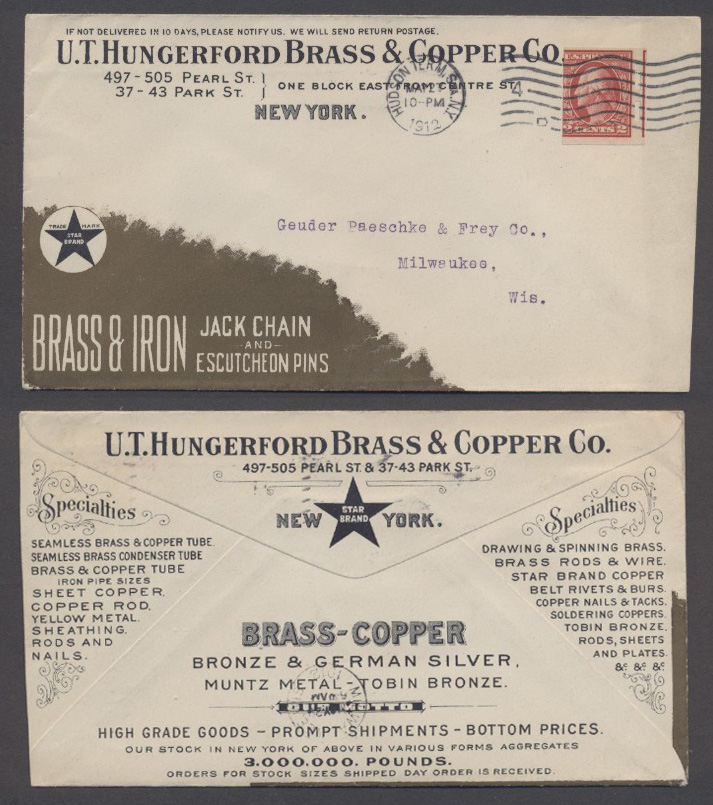 IF NOT DELIVERED IN 10 DAYS, PLEASE NOTIFY US. WE WILL SEND RETURN POSTAGE.
U.T. HUNGERFORD BRASS & COPPER CO.
497-505 PEARL ST.
37-43 PARK ST.
ONE BLOCK EAST FROM CENTRE ST.
NEW YORK.
HUDSON TERM. STA. N.Y.
10-PM
1912
U.S. POSTAGE
2 CENTS 2
TRADE MARK
STAR
BRAND
Geuder Paeschke & Frey Co.,
Milwaukee,
Wis.
BRASS & IRON
JACK CHAIN
-AND-
ESCUTCHEON PINS
U.T. HUNGERFORD BRASS & COPPER CO.
497-505 PEARL ST. & 37-43 PARK ST.
NEW YORK.
STAR
BRAND
Specialties
SEAMLESS BRASS & COPPER TUBE.
SEAMLESS BRASS CONDENSER TUBE
BRASS & COPPER TUBE
IRON PIPE SIZES
SHEET COPPER,
COPPER ROD,
YELLOW METAL.
SHEATHING,
RODS AND
NAILS.
Specialties
DRAWING & SPINNING BRASS.
BRASS RODS & WIRE.
STAR BRAND COPPER
BELT RIVETS & BURS.
COPPER NAILS & TACKS.
SOLDERING COPPERS.
TOBIN BRONZE,
RODS, SHEETS
AND PLATES.
&c &c &c
BRASS-COPPER
BRONZE & GERMAN SILVER,
MUNTZ METAL - TOBIN BRONZE.
OUR MOTTO
HIGH GRADE GOODS - PROMPT SHIPMENTS - BOTTOM PRICES.
OUR STOCK IN NEW YORK OF ABOVE IN VARIOUS FORMS AGGREGATES
3.000.000. POUNDS.
ORDERS FOR STOCK SIZES SHIPPED DAY ORDER IS RECEIVED.